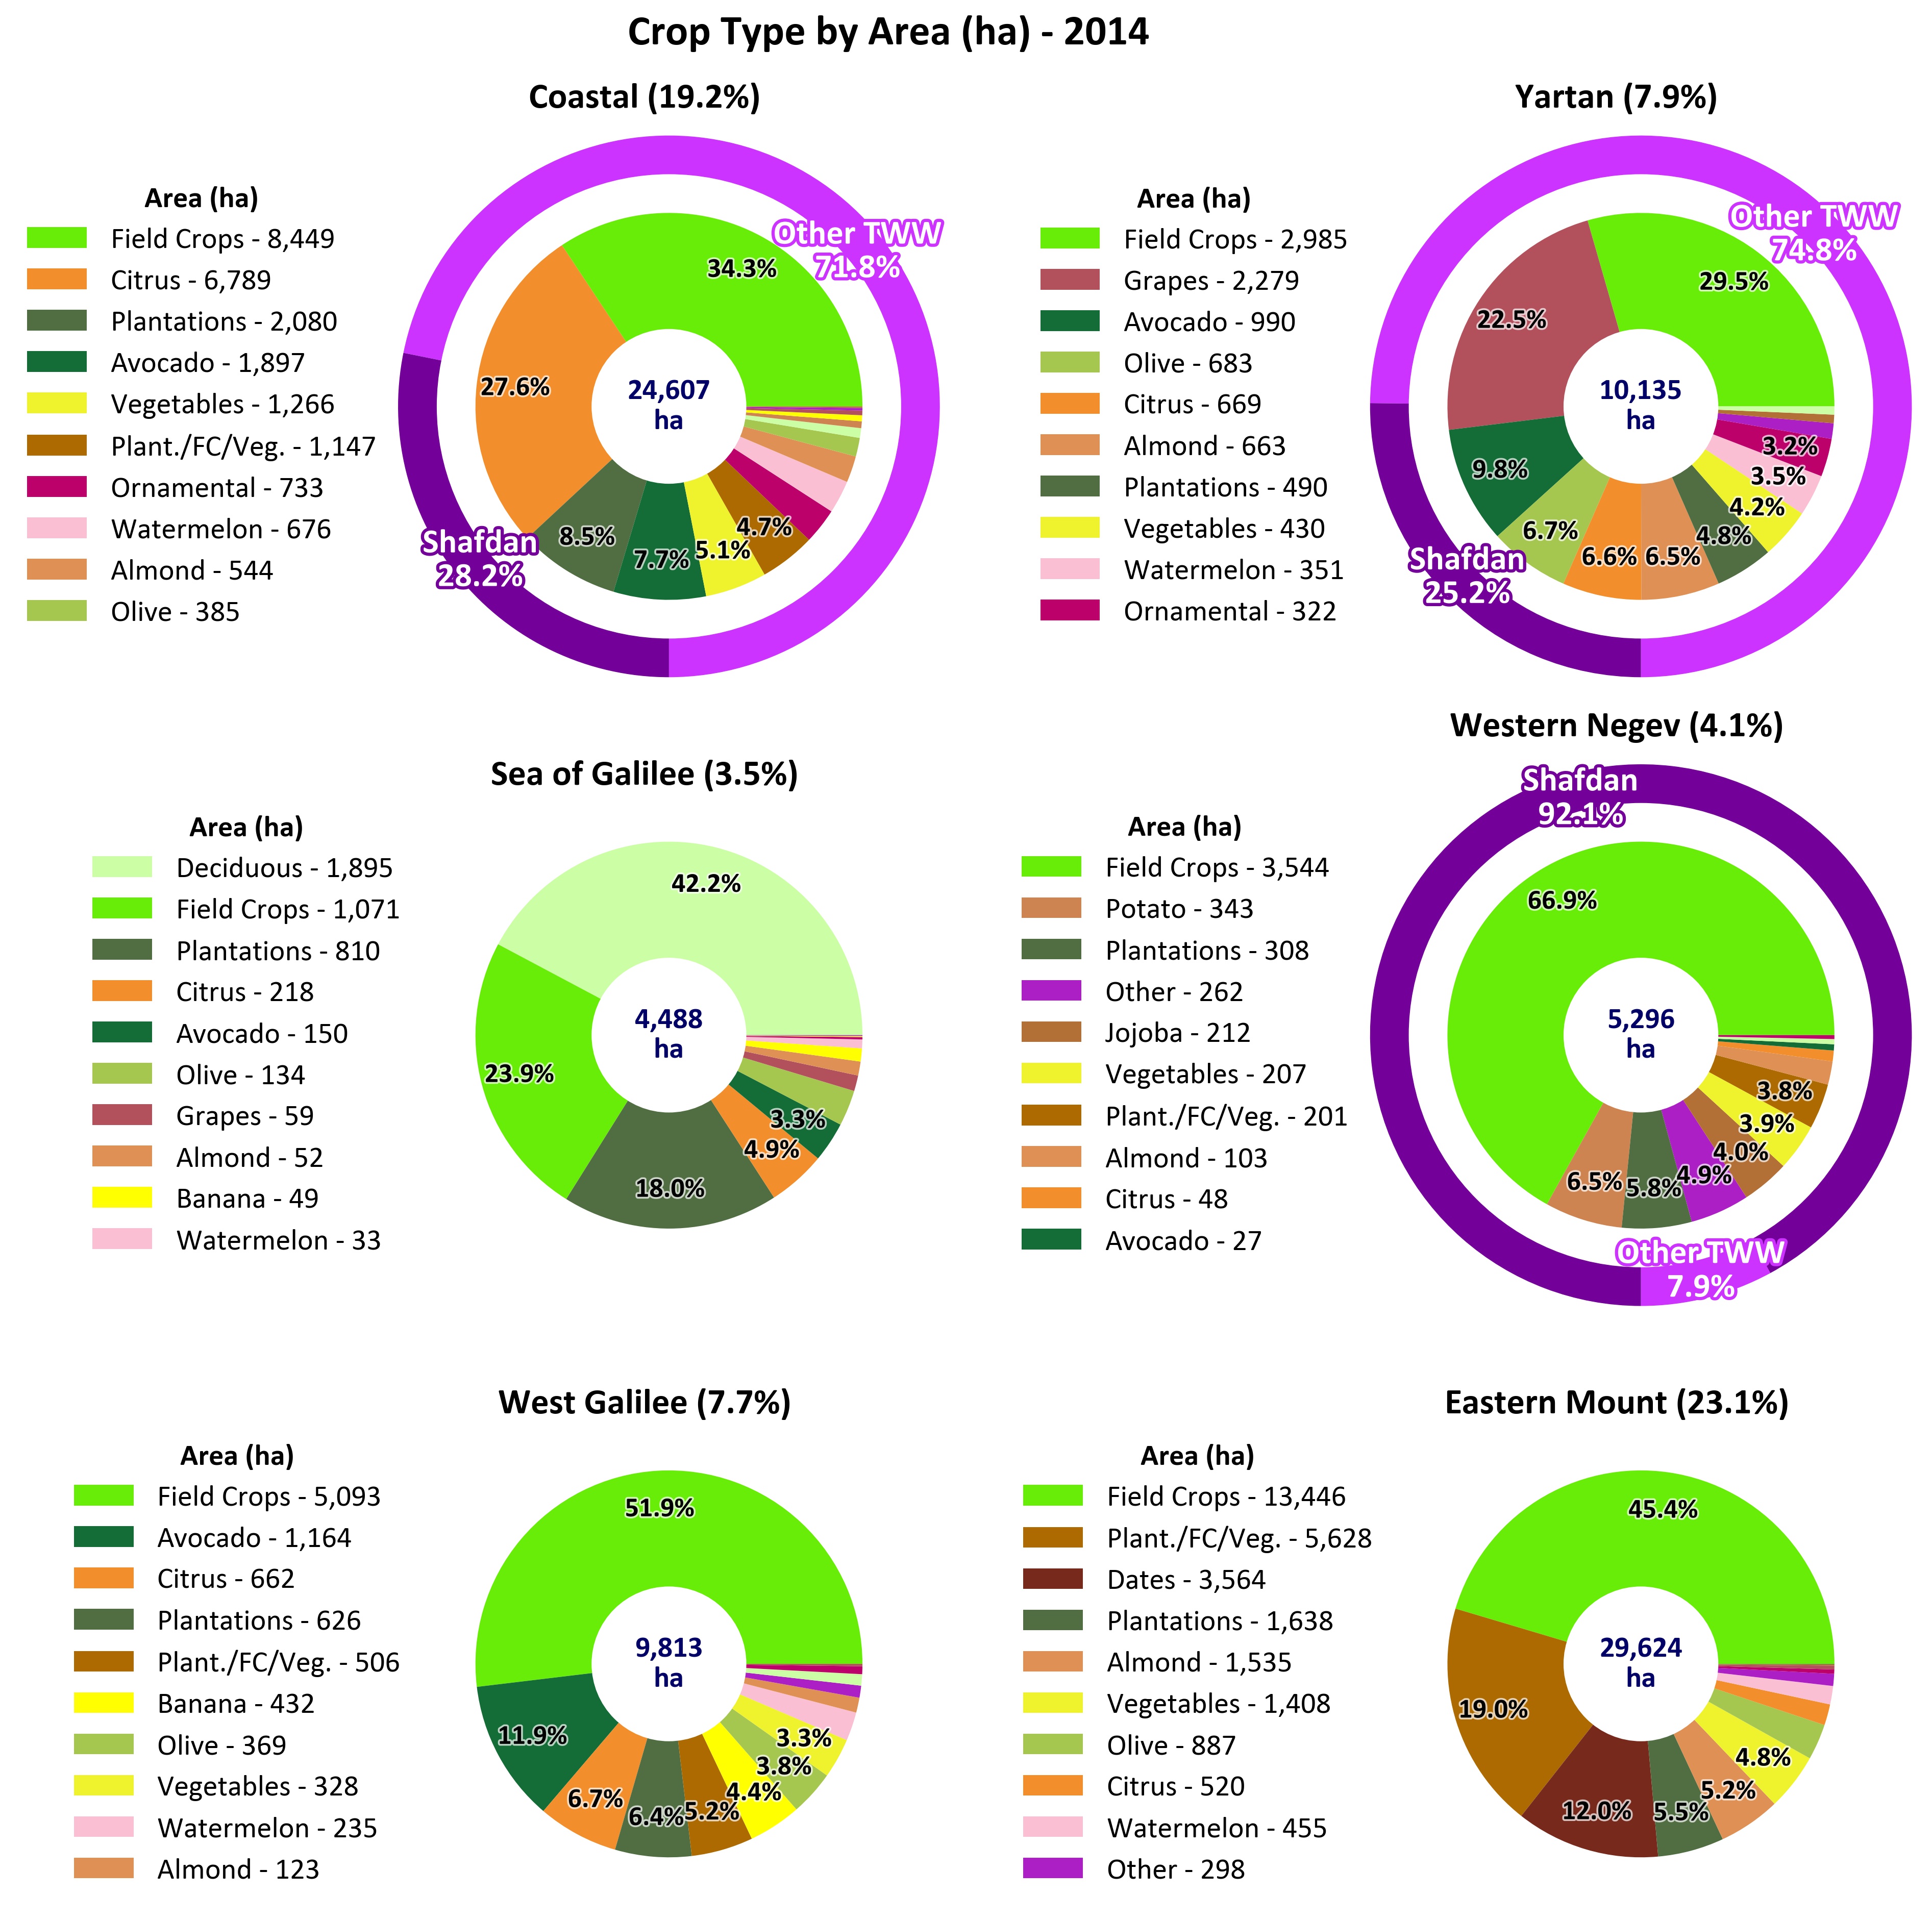 Crop Type by Area (ha) - 2014
Coastal (19.2%)
Area (ha)
Field Crops - 8,449
Citrus - 6,789
Plantations - 2,080
Avocado - 1,897
Vegetables - 1,266
Plant./FC/Veg. - 1,147
Ornamental - 733
Watermelon - 676
Almond - 544
Olive - 385
Other TWW
71.8%
34.3%
27.6%
24,607
ha
8.5%
7.7%
5.1%
4.7%
Shafdan
28.2%
Yartan (7.9%)
Area (ha)
Field Crops - 2,985
Grapes - 2,279
Avocado - 990
Olive - 683
Citrus - 669
Almond - 663
Plantations - 490
Vegetables - 430
Watermelon - 351
Ornamental - 322
Other TWW
74.8%
29.5%
22.5%
10,135
ha
9.8%
6.7%
6.6%
6.5%
4.8%
4.2%
3.5%
3.2%
Shafdan
25.2%
Sea of Galilee (3.5%)
Area (ha)
Deciduous - 1,895
Field Crops - 1,071
Plantations - 810
Citrus - 218
Avocado - 150
Olive - 134
Grapes - 59
Almond - 52
Banana - 49
Watermelon - 33
42.2%
4,488
ha
23.9%
18.0%
4.9%
3.3%
Western Negev (4.1%)
Area (ha)
Field Crops - 3,544
Potato - 343
Plantations - 308
Other - 262
Jojoba - 212
Vegetables - 207
Plant./FC/Veg. - 201
Almond - 103
Citrus - 48
Avocado - 27
Shafdan
92.1%
66.9%
5,296
ha
6.5%
5.8%
4.9%
4.0%
3.9%
3.8%
Other TWW
7.9%
West Galilee (7.7%)
Area (ha)
Field Crops - 5,093
Avocado - 1,164
Citrus - 662
Plantations - 626
Plant./FC/Veg. - 506
Banana - 432
Olive - 369
Vegetables - 328
Watermelon - 235
Almond - 123
51.9%
9,813
ha
11.9%
6.7%
6.4%
5.2%
4.4%
3.8%
3.3%
Eastern Mount (23.1%)
Area (ha)
Field Crops - 13,446
Plant./FC/Veg. - 5,628
Dates - 3,564
Plantations - 1,638
Almond - 1,535
Vegetables - 1,408
Olive - 887
Citrus - 520
Watermelon - 455
Other - 298
45.4%
29,624
ha
19.0%
12.0%
5.5%
5.2%
4.8%